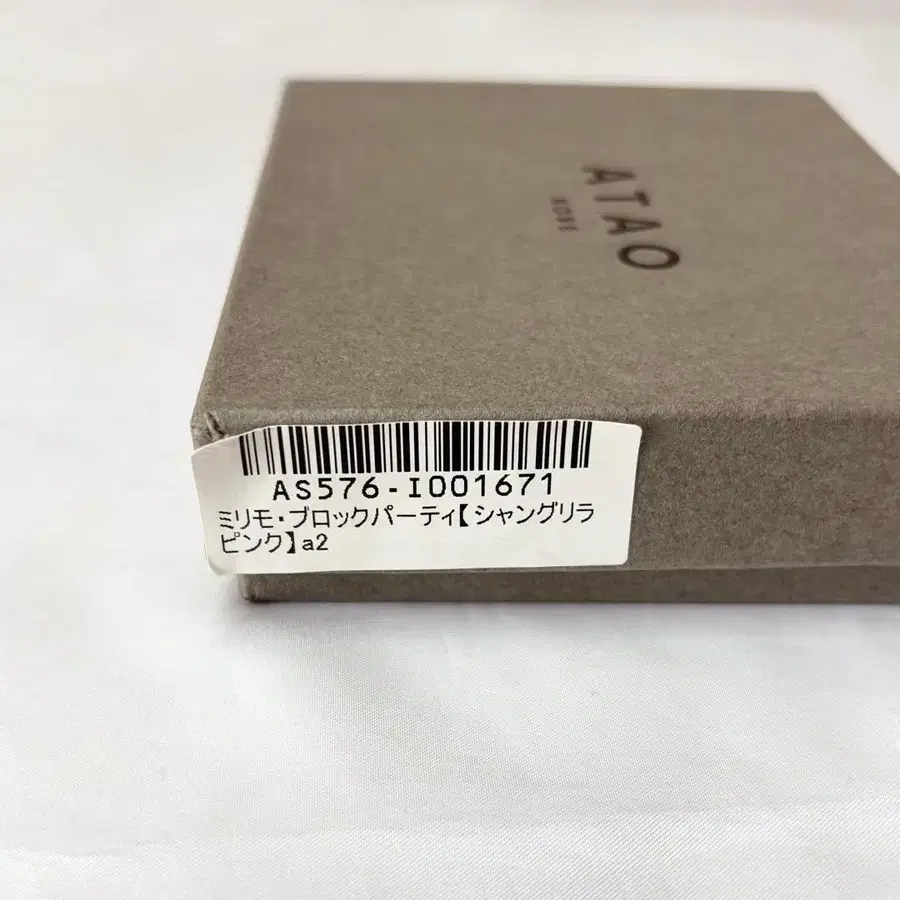 ATAO
KOBE
AS576-I001671
ミリモ・ブロックパーティ【シャングリラ
ピンク】a2